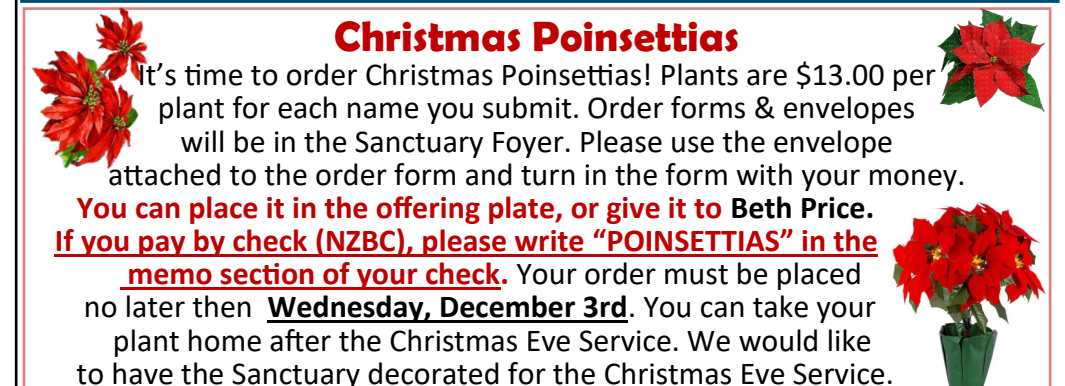 Christmas Poinsettias
It's time to order Christmas Poinsettias! Plants are $13.00 per
plant for each name you submit. Order forms & envelopes
will be in the Sanctuary Foyer. Please use the envelope
attached to the order form and turn in the form with your money.
You can place it in the offering plate, or give it to Beth Price.
If you pay by check (NZBC), please write “POINSETTIAS” in the
memo section of your check. Your order must be placed
no later then Wednesday, December 3rd. You can take your
plant home after the Christmas Eve Service. We would like
to have the Sanctuary decorated for the Christmas Eve Service.